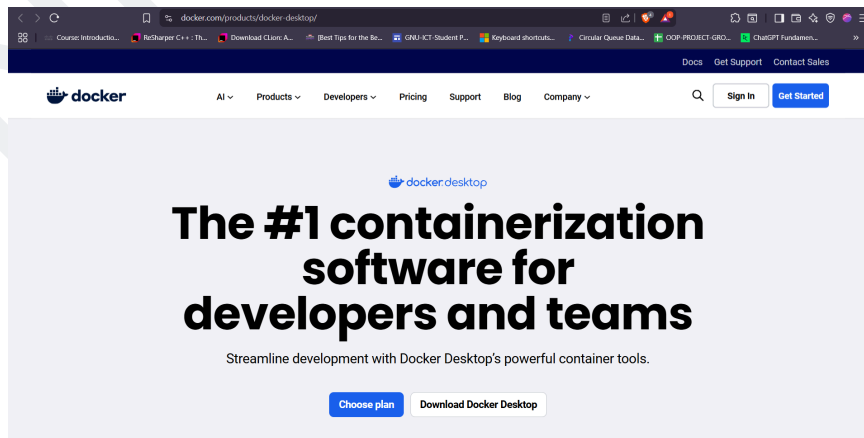 docker.com/products/docker-desktop/
Course: Introductio... ReSharper C++ : Th... Download CLion: A... (Best Tips for the Be... GNU-ICT-Student P... Keyboard shortcuts... Circular Queue Data... OOP-PROJECT-GRO... ChatGPT Fundamen... »
Docs Get Support Contact Sales
docker AI Products Developers Pricing Support Blog Company Sign In Get Started
docker.desktop
The #1 containerization
software for
developers and teams
Streamline development with Docker Desktop's powerful container tools.
Choose plan Download Docker Desktop